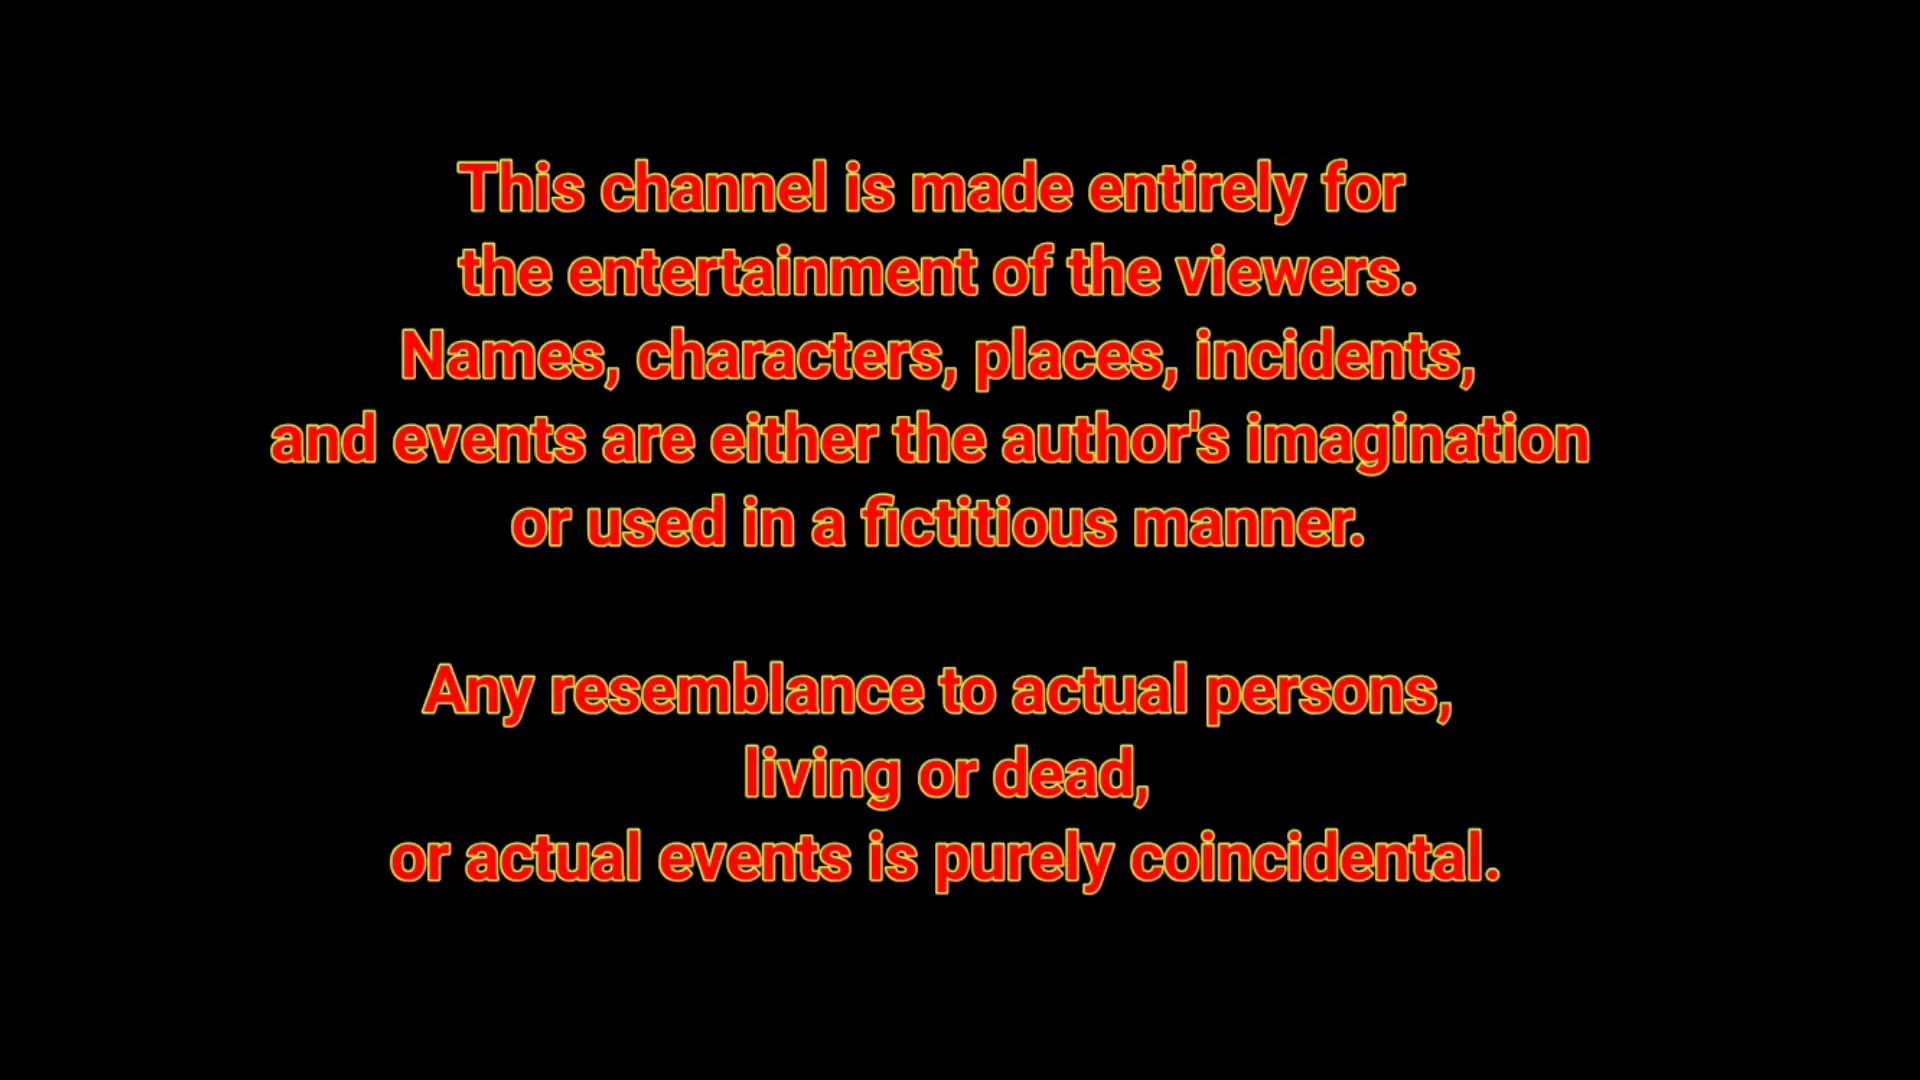 This channel is made entirely for
the entertainment of the viewers.
Names, characters, places, incidents,
and events are either the author's imagination
or used in a fictitious manner.
Any resemblance to actual persons,
living or dead,
or actual events is purely coincidental.